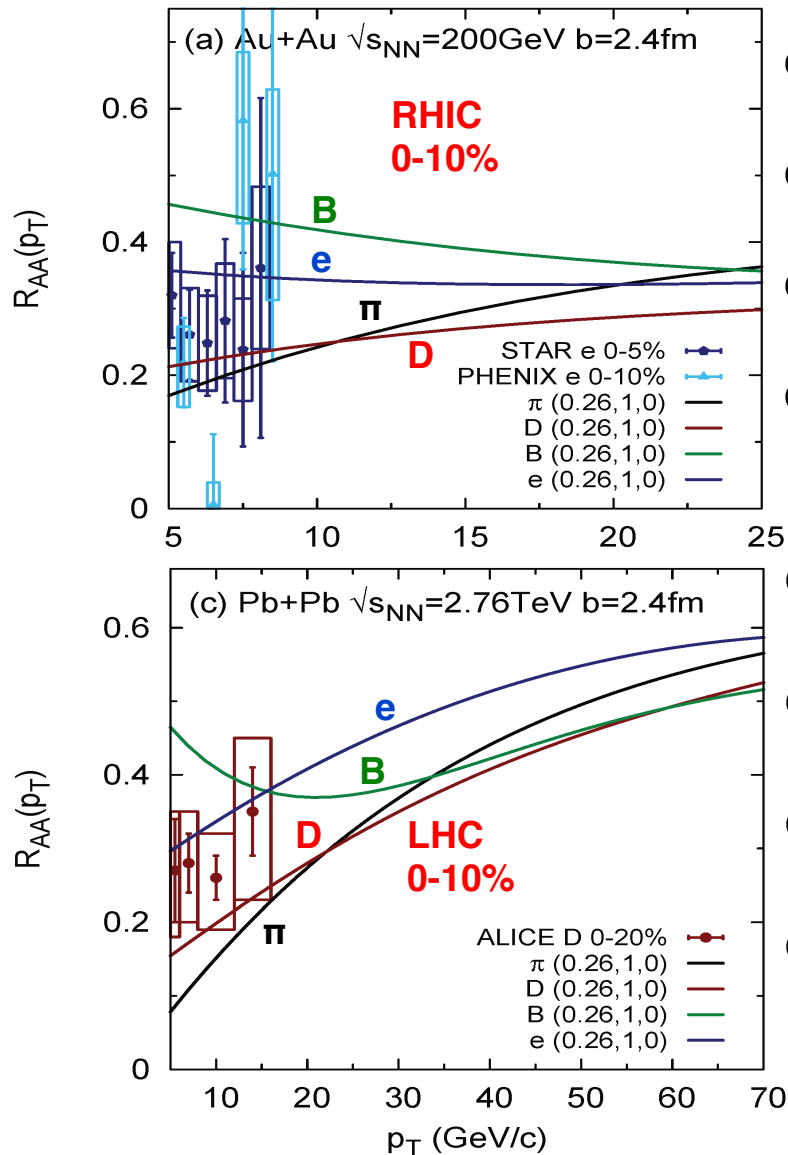 (a) Au+Au √sNN=200GeV b=2.4fm
RHIC
0-10%
B
e
π
D
STAR e 0-5%
PHENIX e 0-10%
π (0.26,1,0)
D (0.26,1,0)
B (0.26,1,0)
e (0.26,1,0)
RAA(pT)
0.6
0.4
0.2
0
5 10 15 20 25
(c) Pb+Pb √sNN=2.76TeV b=2.4fm
e
B
D
LHC
0-10%
π
ALICE D 0-20%
π (0.26,1,0)
D (0.26,1,0)
B (0.26,1,0)
e (0.26,1,0)
RAA(pT)
0.6
0.4
0.2
0
10 20 30 40 50 60 70
pT (GeV/c)